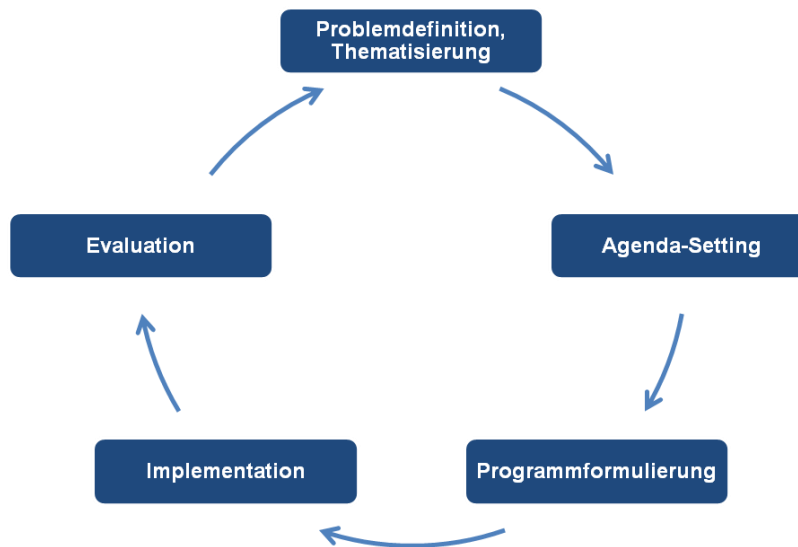 Problemdefinition,
Thematisierung
Agenda-Setting
Programmformulierung
Implementation
Evaluation